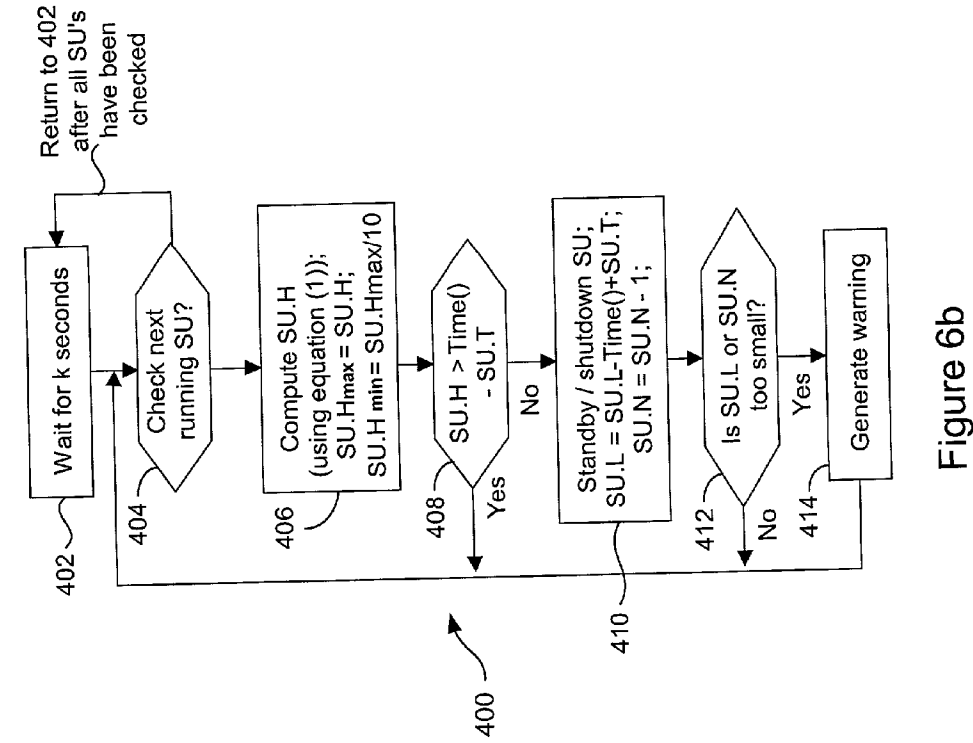 Return to 402
after all SU's
have been
checked
402
Wait for k seconds
404
Check next
running SU?
406
Compute SU.H
(using equation (1));
SU.Hmax = SU.H;
SU.H min = SU.Hmax/10
408
SU.H > Time()
- SU.T
Yes
No
410
Standby / shutdown SU;
SU.L = SU.L-Time()+SU.T;
SU.N = SU.N - 1;
412
Is SU.L or SU.N
too small?
No
Yes
414
Generate warning
400
Figure 6b